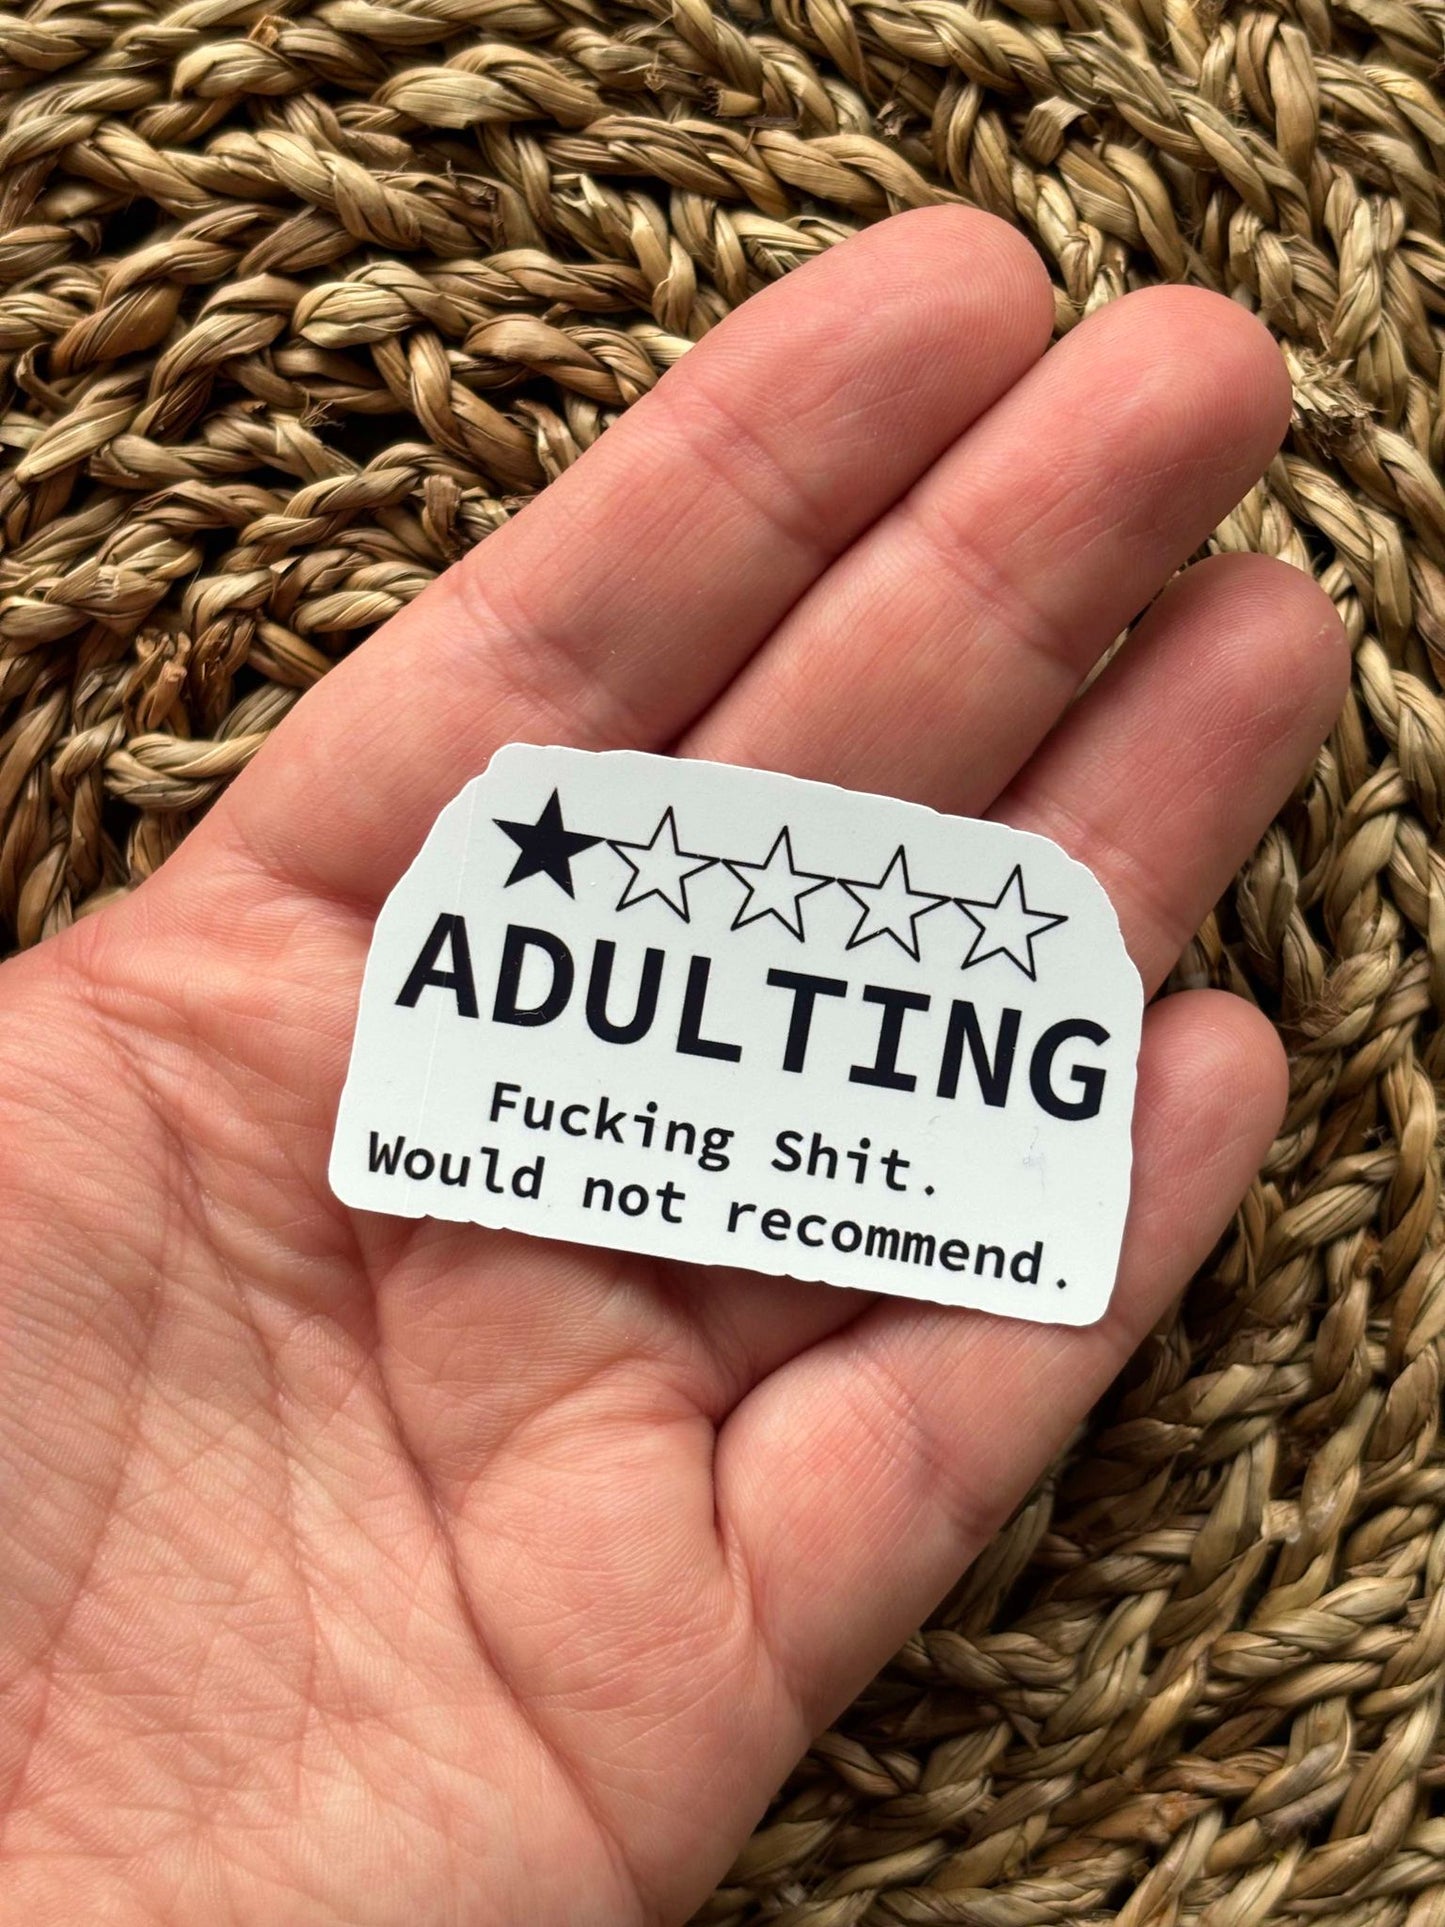 ADULTING
Fucking Shit.
Would not recommend.